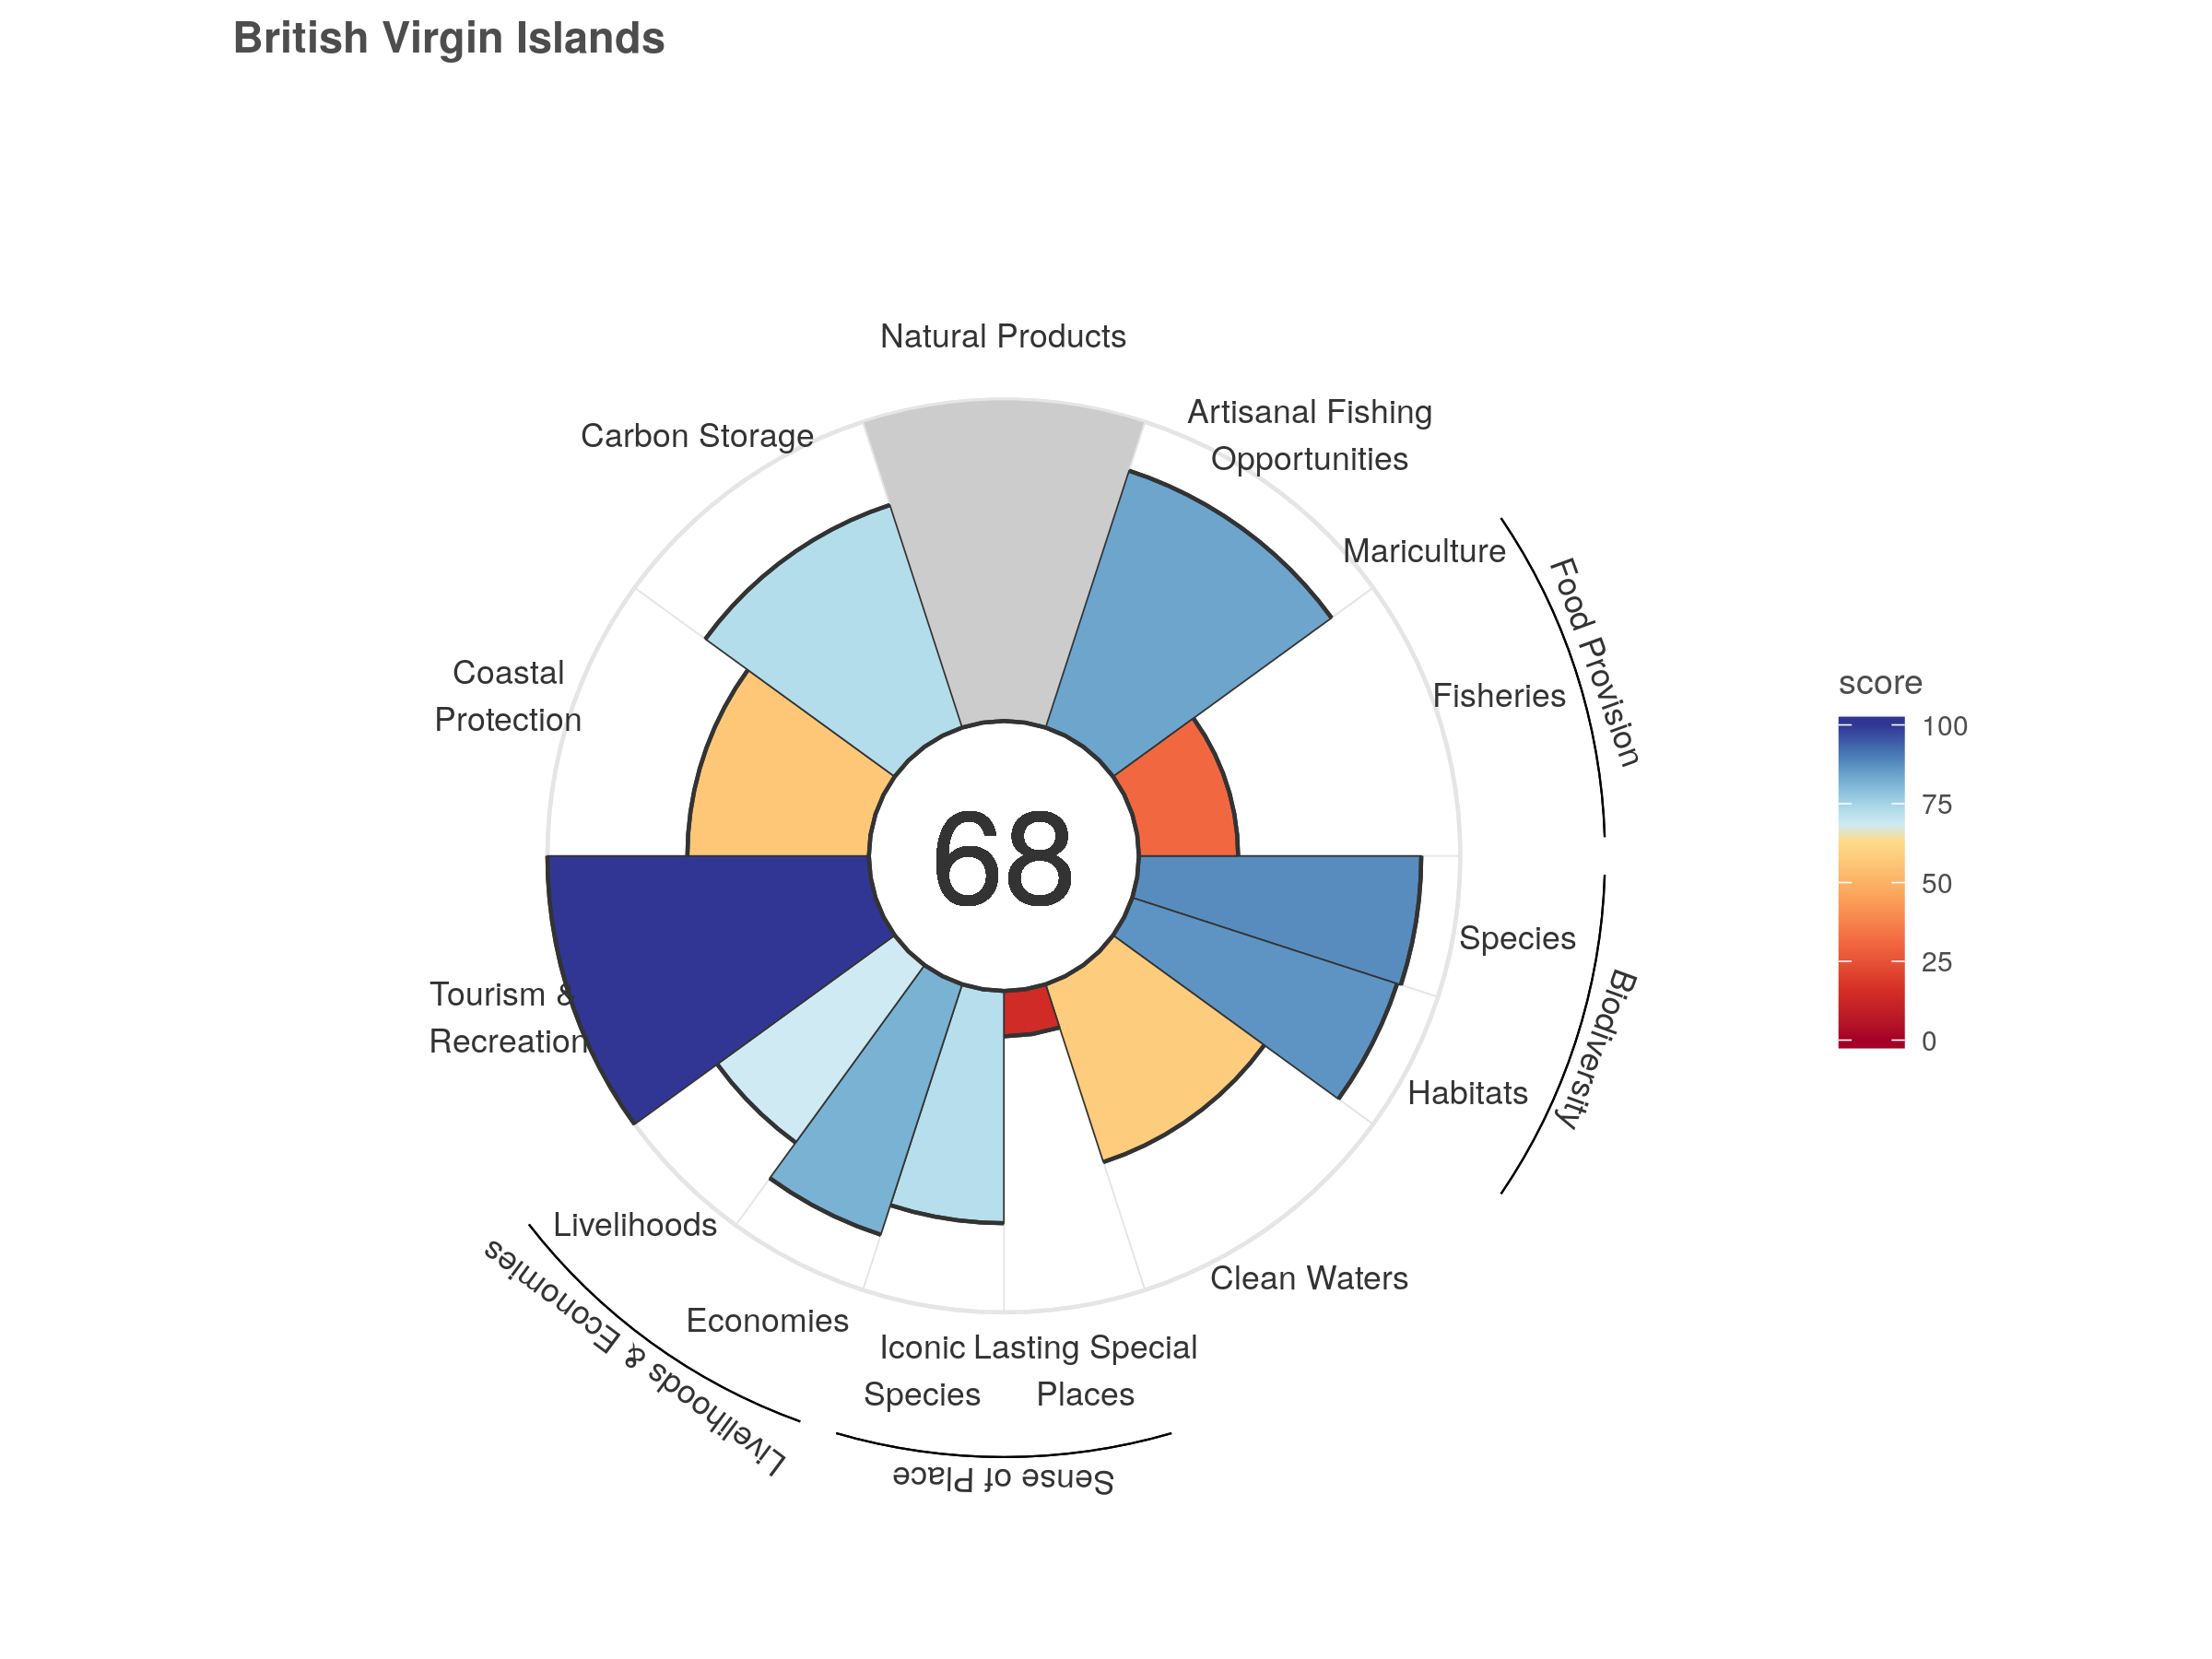 British Virgin Islands
Natural Products
Artisanal Fishing
Opportunities
Carbon Storage
Mariculture
Food Provision
Fisheries
Coastal
Protection
score
100
75
50
25
0
68
Species
Biodiversity
Tourism &
Recreation
Habitats
Livelihoods
Livelihoods & Economies
Clean Waters
Economies
Iconic
Species
Lasting Special
Places
Sense of Place